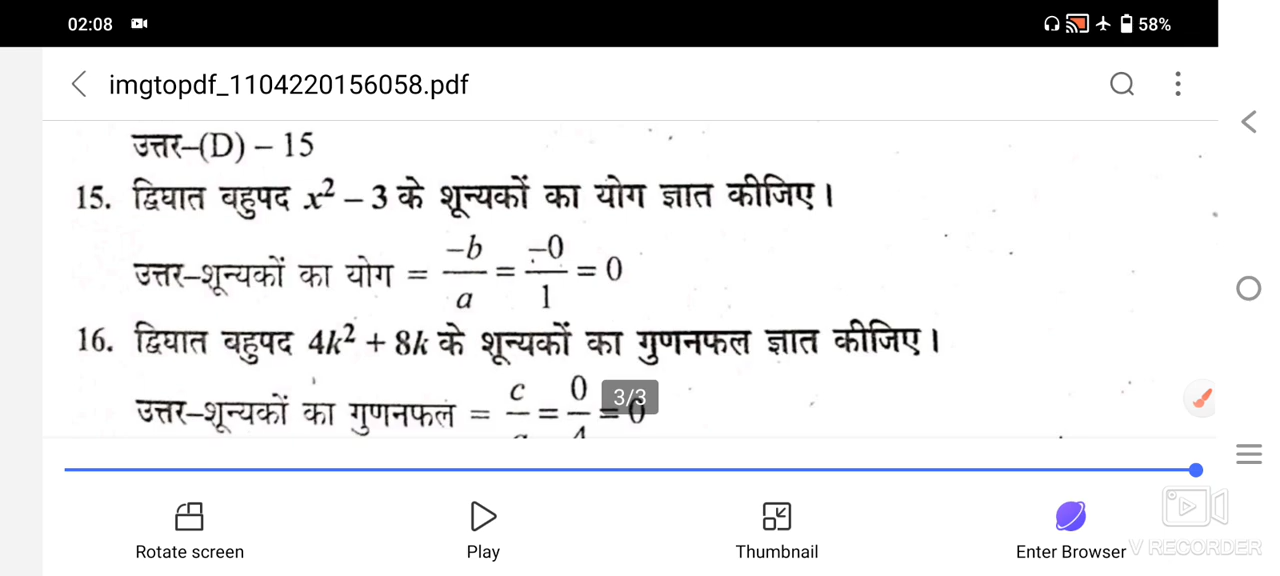 02:08 58%
imgtopdf_1104220156058.pdf
उत्तर–(D) – 15
15. द्विघात बहुपद x² – 3 के शून्यकों का योग ज्ञात कीजिए।
उत्तर–शून्यकों का योग = –b/a = –0/1 = 0
16. द्विघात बहुपद 4k² + 8k के शून्यकों का गुणनफल ज्ञात कीजिए।
उत्तर–शून्यकों का गुणनफल = c/a = 0/4 = 0
3/3
Rotate screen
Play
Thumbnail
Enter Browser
V RECORDER